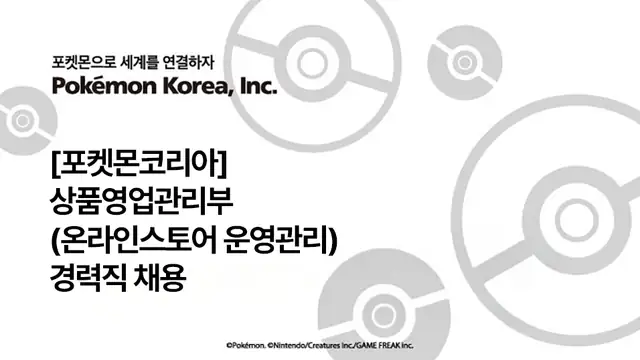 포켓몬으로 세계를 연결하자
Pokémon Korea, Inc.
[포켓몬코리아]
상품영업관리부
(온라인스토어 운영관리)
경력직 채용
©Pokémon. ©Nintendo/Creatures Inc./GAME FREAK inc.